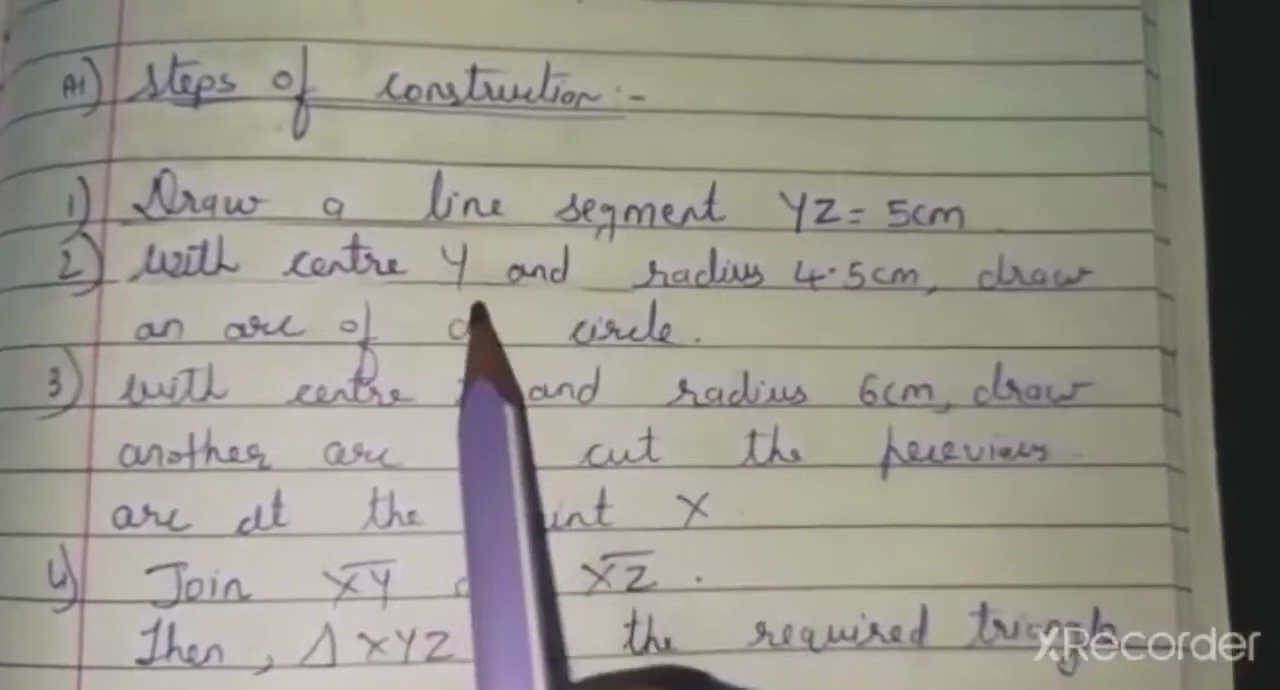 A1) Steps of construction :-
1) Draw a line segment YZ = 5cm
2) with centre Y and radius 4.5cm, draw
an arc of a circle.
3) with centre and radius 6cm, draw
another arc cut the previous
arc at the X
4) Join XY XZ .
Then, Δ XYZ the required triangle
XRecorder